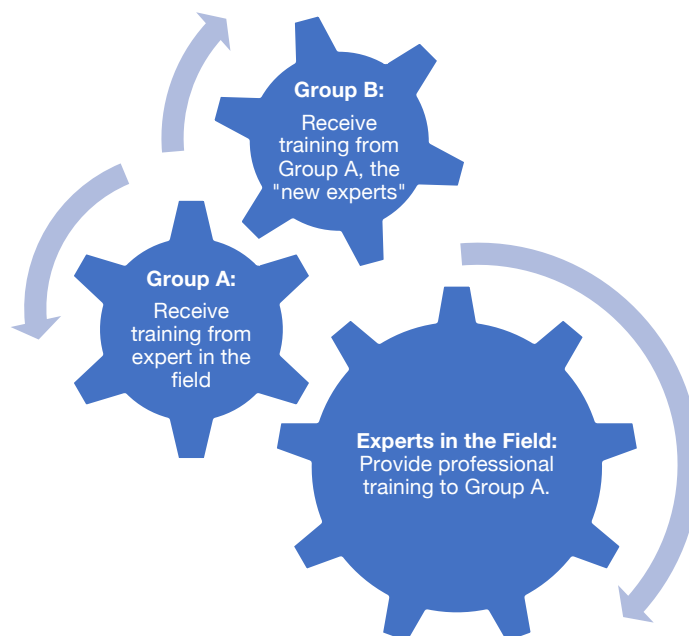 Group B:
Receive
training from
Group A, the
"new experts"
Group A:
Receive
training from
expert in the
field
Experts in the Field:
Provide professional
training to Group A.